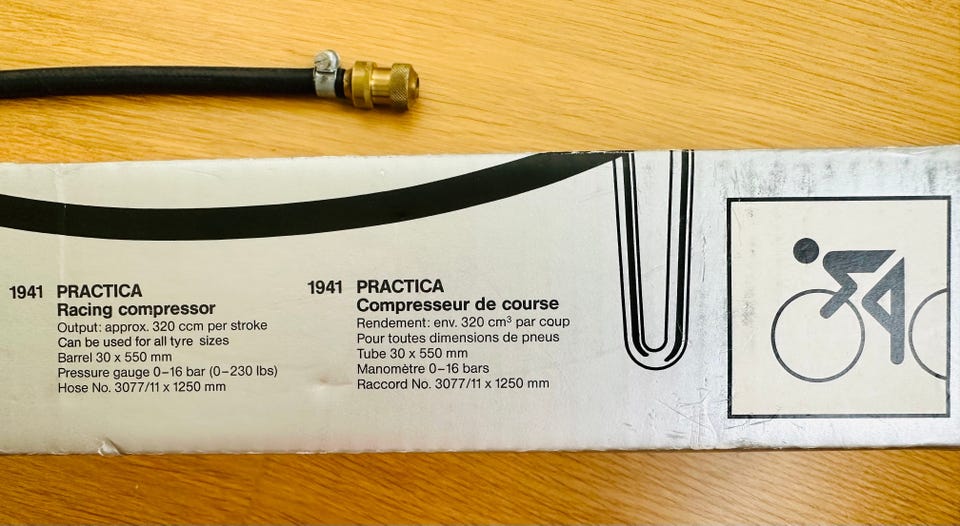 1941 PRACTICA
Racing compressor
Output: approx. 320 ccm per stroke
Can be used for all tyre sizes
Barrel 30 x 550 mm
Pressure gauge 0–16 bar (0–230 lbs)
Hose No. 3077/11 x 1250 mm
1941 PRACTICA
Compresseur de course
Rendement: env. 320 cm³ par coup
Pour toutes dimensions de pneus
Tube 30 x 550 mm
Manomètre 0–16 bars
Raccord No. 3077/11 x 1250 mm